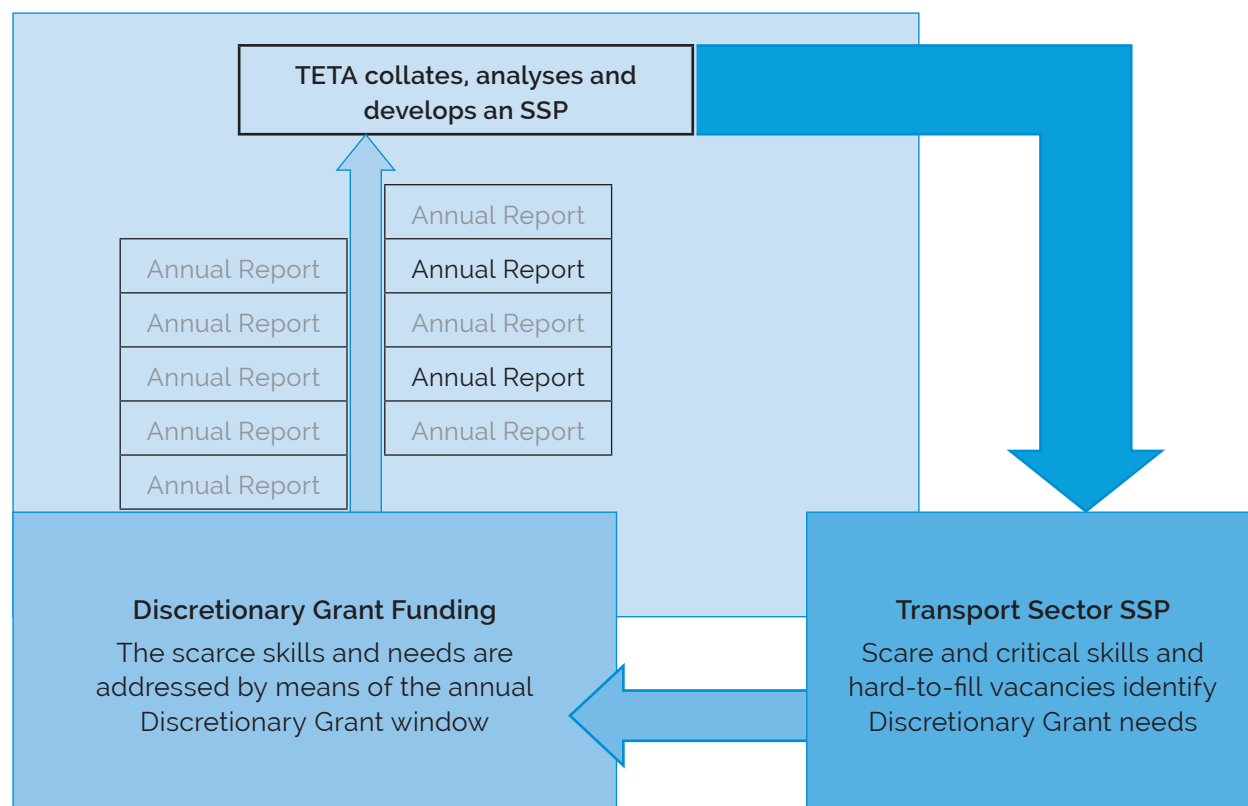 TETA collates, analyses and
develops an SSP
Annual Report
Annual Report
Annual Report
Annual Report
Annual Report
Annual Report
Annual Report
Annual Report
Annual Report
Annual Report
Discretionary Grant Funding
The scarce skills and needs are
addressed by means of the annual
Discretionary Grant window
Transport Sector SSP
Scare and critical skills and
hard-to-fill vacancies identify
Discretionary Grant needs